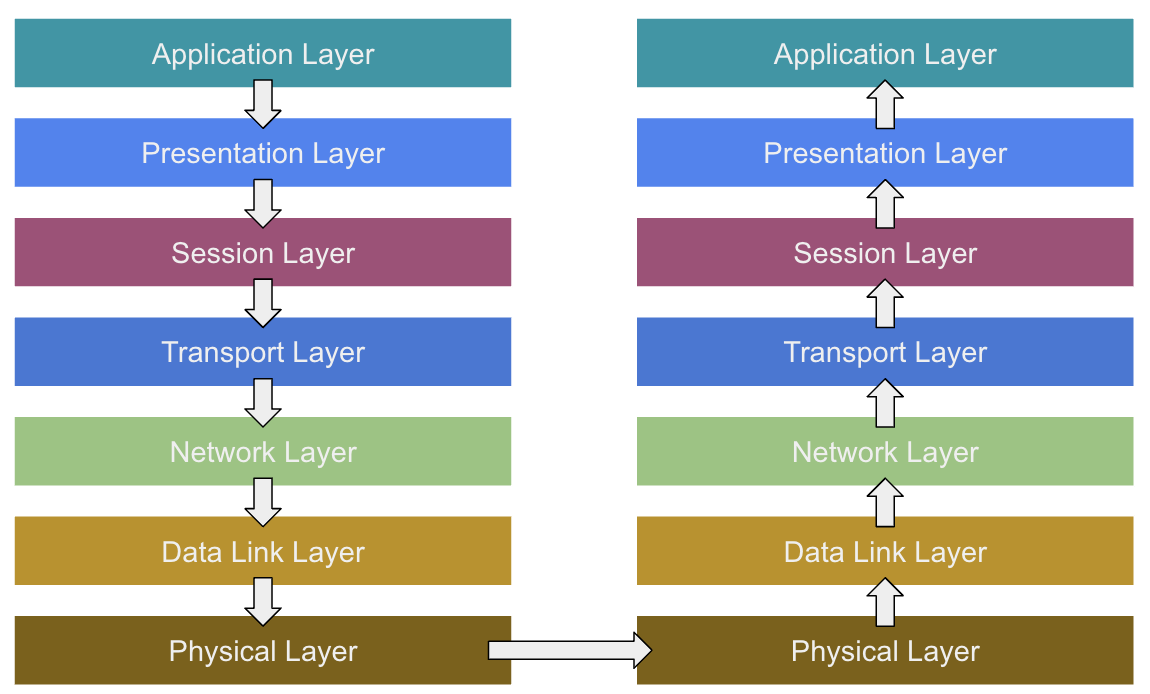 Application Layer
Presentation Layer
Session Layer
Transport Layer
Network Layer
Data Link Layer
Physical Layer
Application Layer
Presentation Layer
Session Layer
Transport Layer
Network Layer
Data Link Layer
Physical Layer